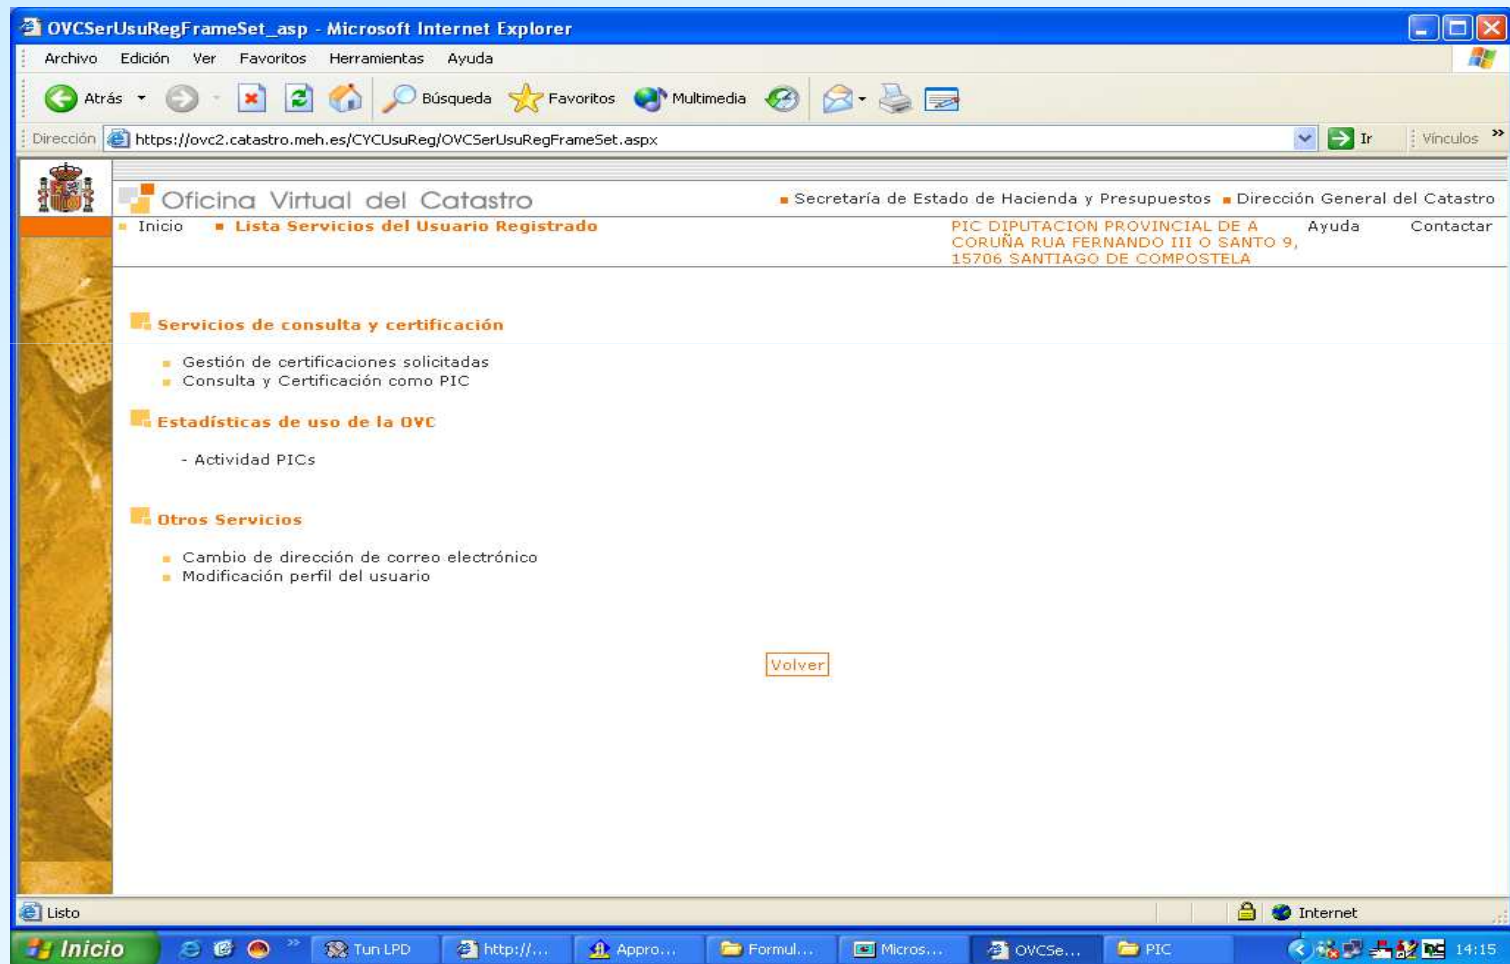 OVCSerUsuRegFrameSet_asp - Microsoft Internet Explorer
Archivo Edición Ver Favoritos Herramientas Ayuda
Atrás Búsqueda Favoritos Multimedia
Dirección https://ovc2.catastro.meh.es/CYCUsuReg/OVCSerUsuRegFrameSet.aspx Ir Vínculos »
Oficina Virtual del Catastro Secretaría de Estado de Hacienda y Presupuestos Dirección General del Catastro
Inicio Lista Servicios del Usuario Registrado PIC DIPUTACION PROVINCIAL DE A Ayuda Contactar
CORUÑA RUA FERNANDO III O SANTO 9,
15706 SANTIAGO DE COMPOSTELA
Servicios de consulta y certificación
Gestión de certificaciones solicitadas
Consulta y Certificación como PIC
Estadísticas de uso de la OVC
- Actividad PICs
Otros Servicios
Cambio de dirección de correo electrónico
Modificación perfil del usuario
Volver
Listo Internet
Inicio » Tun LPD http://... Appro... Formul... Micros... OVCSe... PIC 14:15